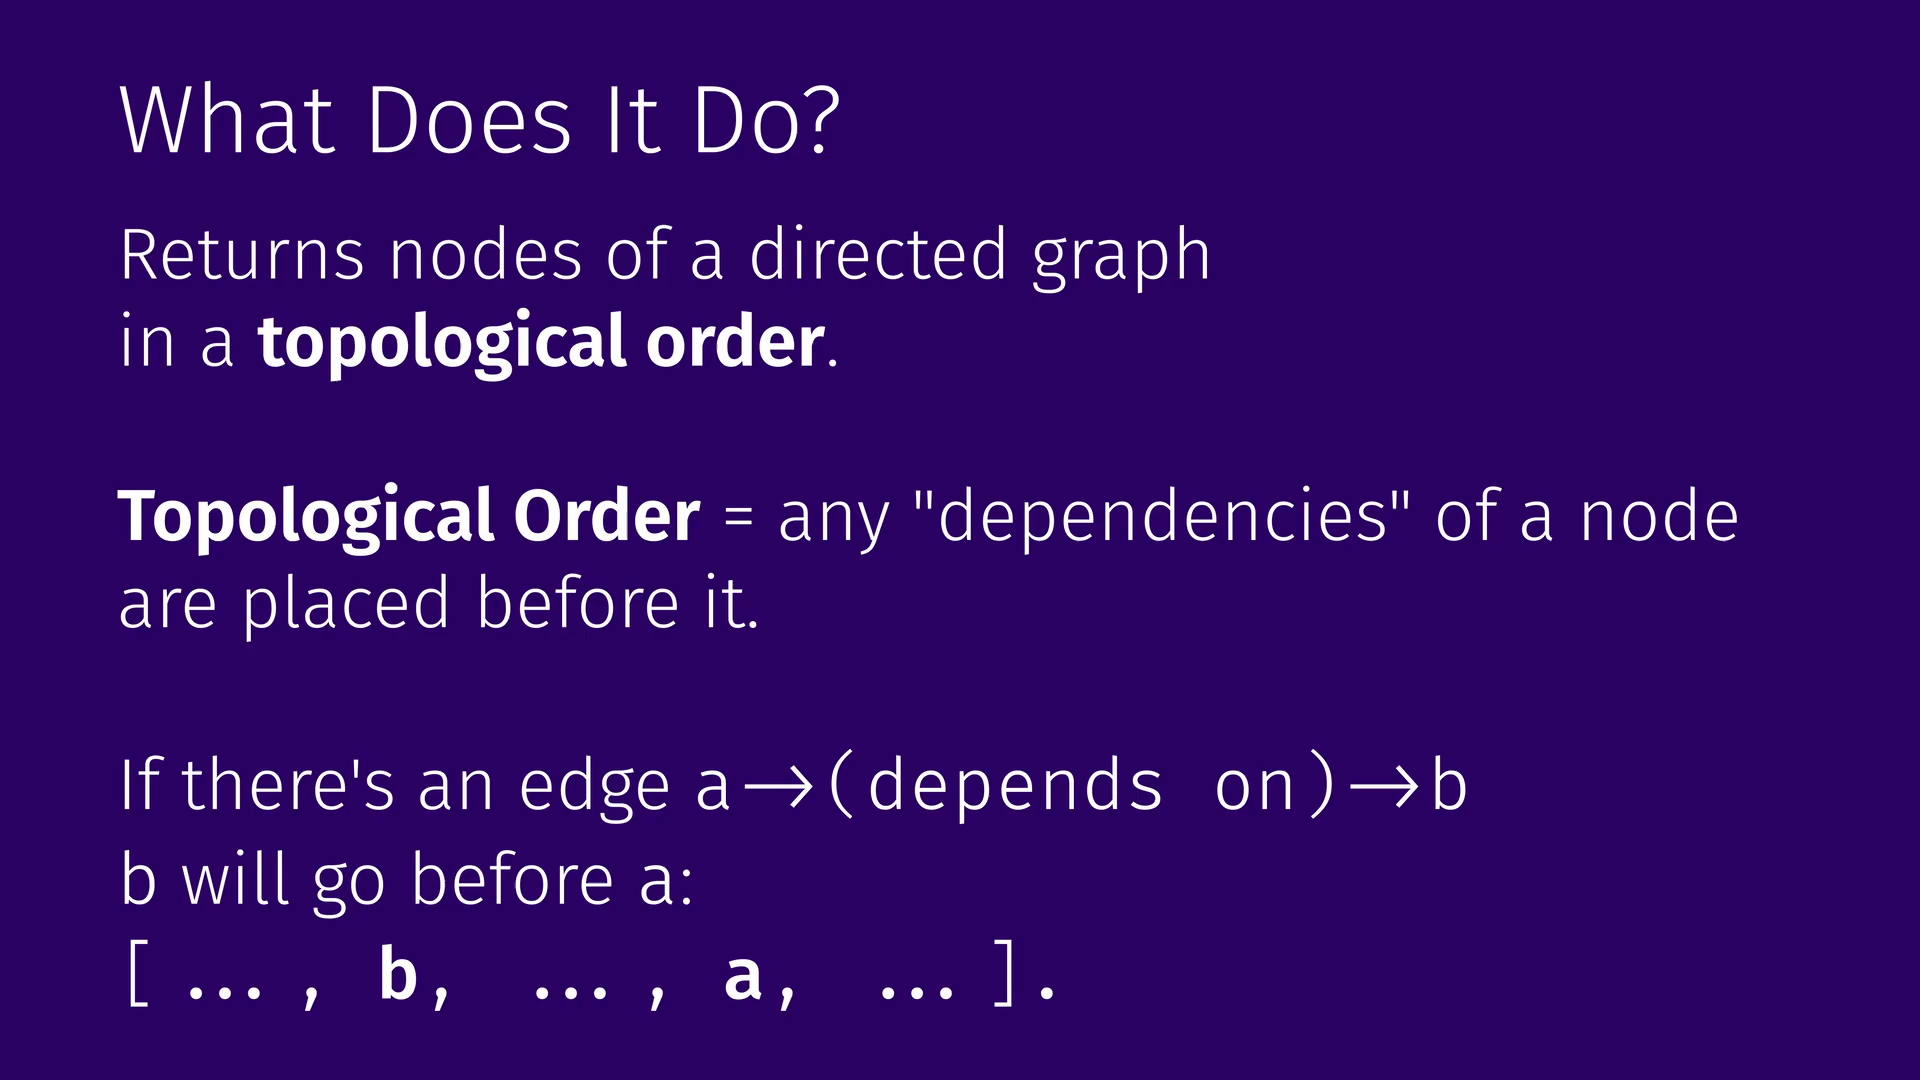 What Does It Do?
Returns nodes of a directed graph
in a topological order.
Topological Order = any "dependencies" of a node
are placed before it.
If there's an edge a→(depends on)→b
b will go before a:
[ … , b, … , a, … ].